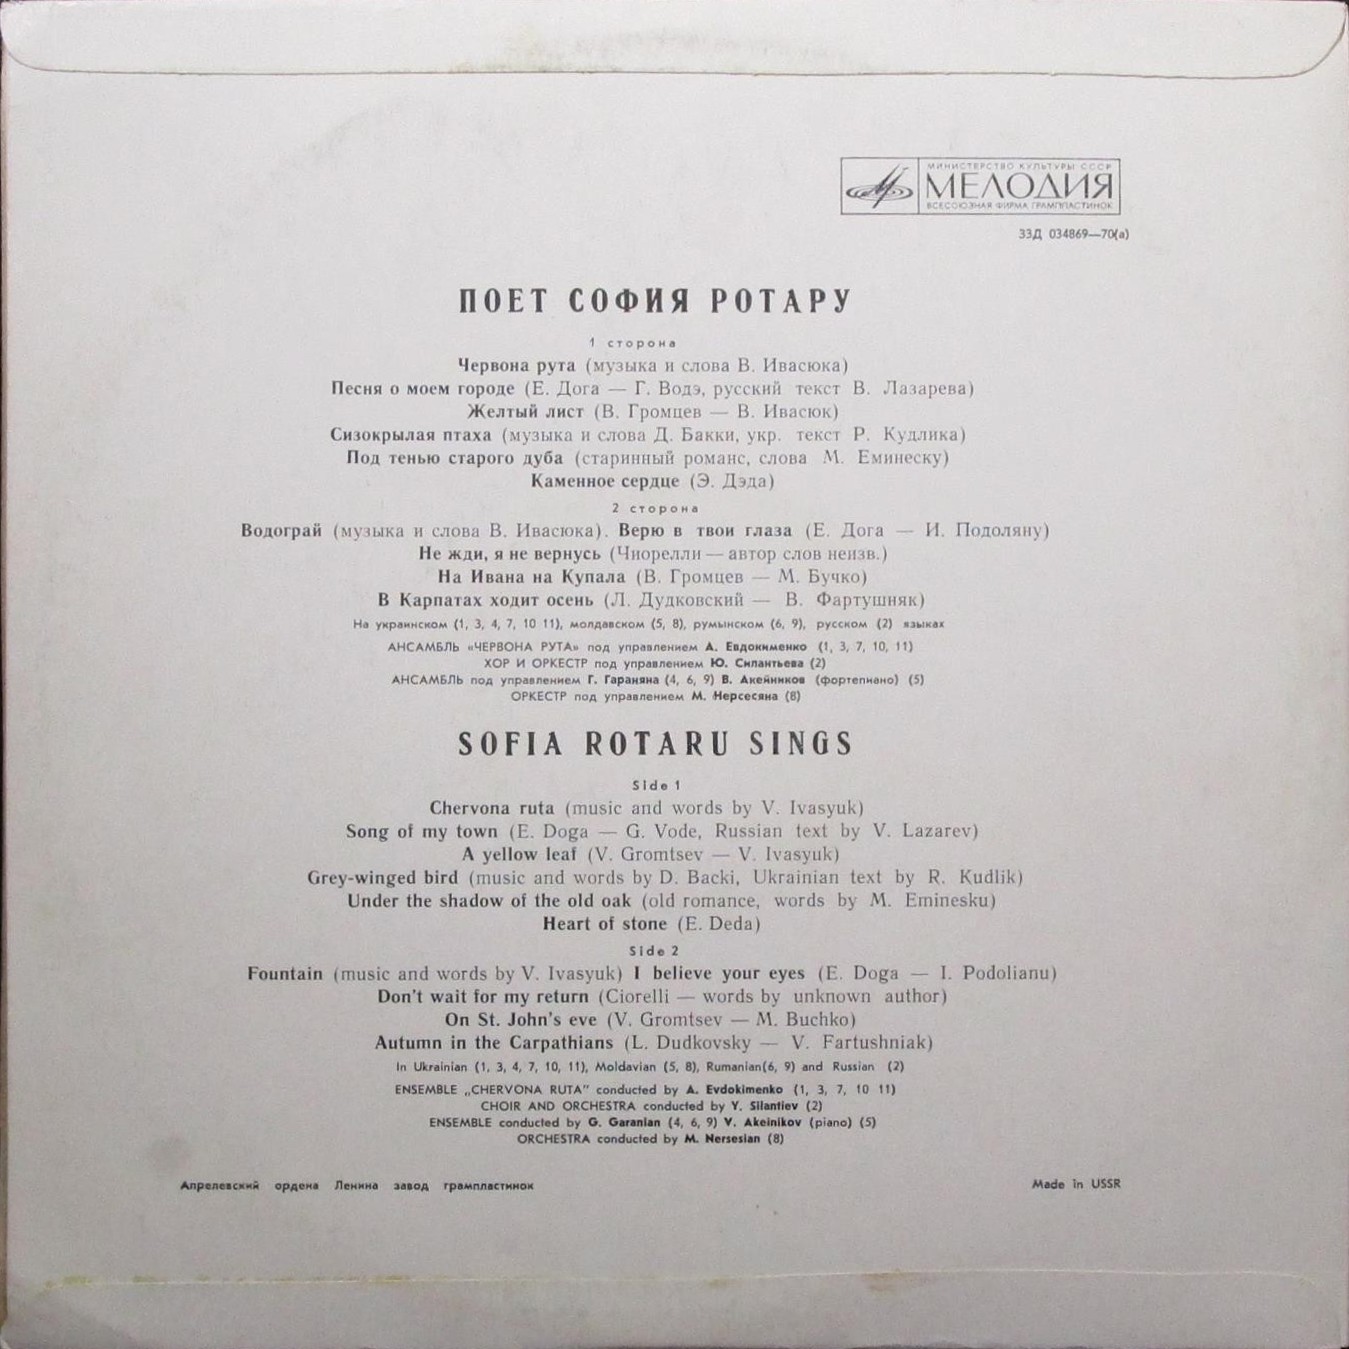 МИНИСТЕРСТВО КУЛЬТУРЫ СССР
МЕЛОДИЯ
ВСЕСОЮЗНАЯ ФИРМА ГРАМПЛАСТИНОК
33Д 034869—70(а)
ПОЕТ СОФИЯ РОТАРУ
1 сторона
Червона рута (музыка и слова В. Ивасюка)
Песня о моем городе (Е. Дога — Г. Водэ, русский текст В. Лазарева)
Желтый лист (В. Громцев — В. Ивасюк)
Сизокрылая птаха (музыка и слова Д. Бакки, укр. текст Р. Кудлика)
Под тенью старого дуба (старинный романс, слова М. Еминеску)
Каменное сердце (Э. Дэда)
2 сторона
Водограй (музыка и слова В. Ивасюка). Верю в твои глаза (Е. Дога — И. Подоляну)
Не жди, я не вернусь (Чиорелли — автор слов неизв.)
На Ивана на Купала (В. Громцев — М. Бучко)
В Карпатах ходит осень (Л. Дудковский — В. Фартушняк)
На украинском (1, 3, 4, 7, 10 11), молдавском (5, 8), румынском (6, 9), русском (2) языках
АНСАМБЛЬ «ЧЕРВОНА РУТА» под управлением А. Евдокименко (1, 3, 7, 10, 11)
ХОР И ОРКЕСТР под управлением Ю. Силантьева (2)
АНСАМБЛЬ под управлением Г. Гараняна (4, 6, 9) В. Акейников (фортепиано) (5)
ОРКЕСТР под управлением М. Нерсесяна (8)
SOFIA ROTARU SINGS
Side 1
Chervona ruta (music and words by V. Ivasyuk)
Song of my town (E. Doga — G. Vode, Russian text by V. Lazarev)
A yellow leaf (V. Gromtsev — V. Ivasyuk)
Grey-winged bird (music and words by D. Backi, Ukrainian text by R. Kudlik)
Under the shadow of the old oak (old romance, words by M. Eminesku)
Heart of stone (E. Deda)
Side 2
Fountain (music and words by V. Ivasyuk) I believe your eyes (E. Doga — I. Podolianu)
Don't wait for my return (Ciorelli — words by unknown author)
On St. John's eve (V. Gromtsev — M. Buchko)
Autumn in the Carpathians (L. Dudkovsky — V. Fartushniak)
In Ukrainian (1, 3, 4, 7, 10, 11), Moldavian (5, 8), Rumanian(6, 9) and Russian (2)
ENSEMBLE „CHERVONA RUTA" conducted by A. Evdokimenko (1, 3, 7, 10 11)
CHOIR AND ORCHESTRA conducted by Y. Silantiev (2)
ENSEMBLE conducted by G. Garanian (4, 6, 9) V. Akeinikov (piano) (5)
ORCHESTRA conducted by M. Nersesian (8)
Апрелевский ордена Ленина завод грампластинок
Made in USSR